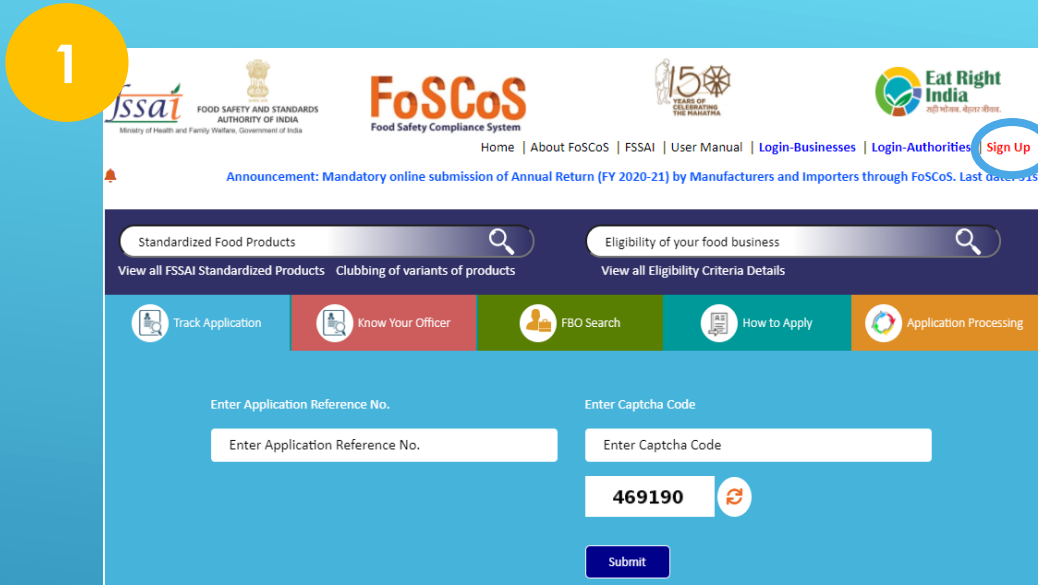 1
fssai
FOOD SAFETY AND STANDARDS
AUTHORITY OF INDIA
Ministry of Health and Family Welfare, Government of India
FoSCoS
Food Safety Compliance System
150
YEARS OF
CELEBRATING
THE MAHATMA
Eat Right
India
सही भोजन. बेहतर जीवन.
Home | About FoSCoS | FSSAI | User Manual | Login-Businesses | Login-Authorities | Sign Up
Announcement: Mandatory online submission of Annual Return (FY 2020-21) by Manufacturers and Importers through FoSCoS. Last date: 31s
Standardized Food Products
Eligibility of your food business
View all FSSAI Standardized Products Clubbing of variants of products
View all Eligibility Criteria Details
Track Application
Know Your Officer
FBO Search
How to Apply
Application Processing
Enter Application Reference No.
Enter Captcha Code
Enter Application Reference No.
Enter Captcha Code
469190
Submit